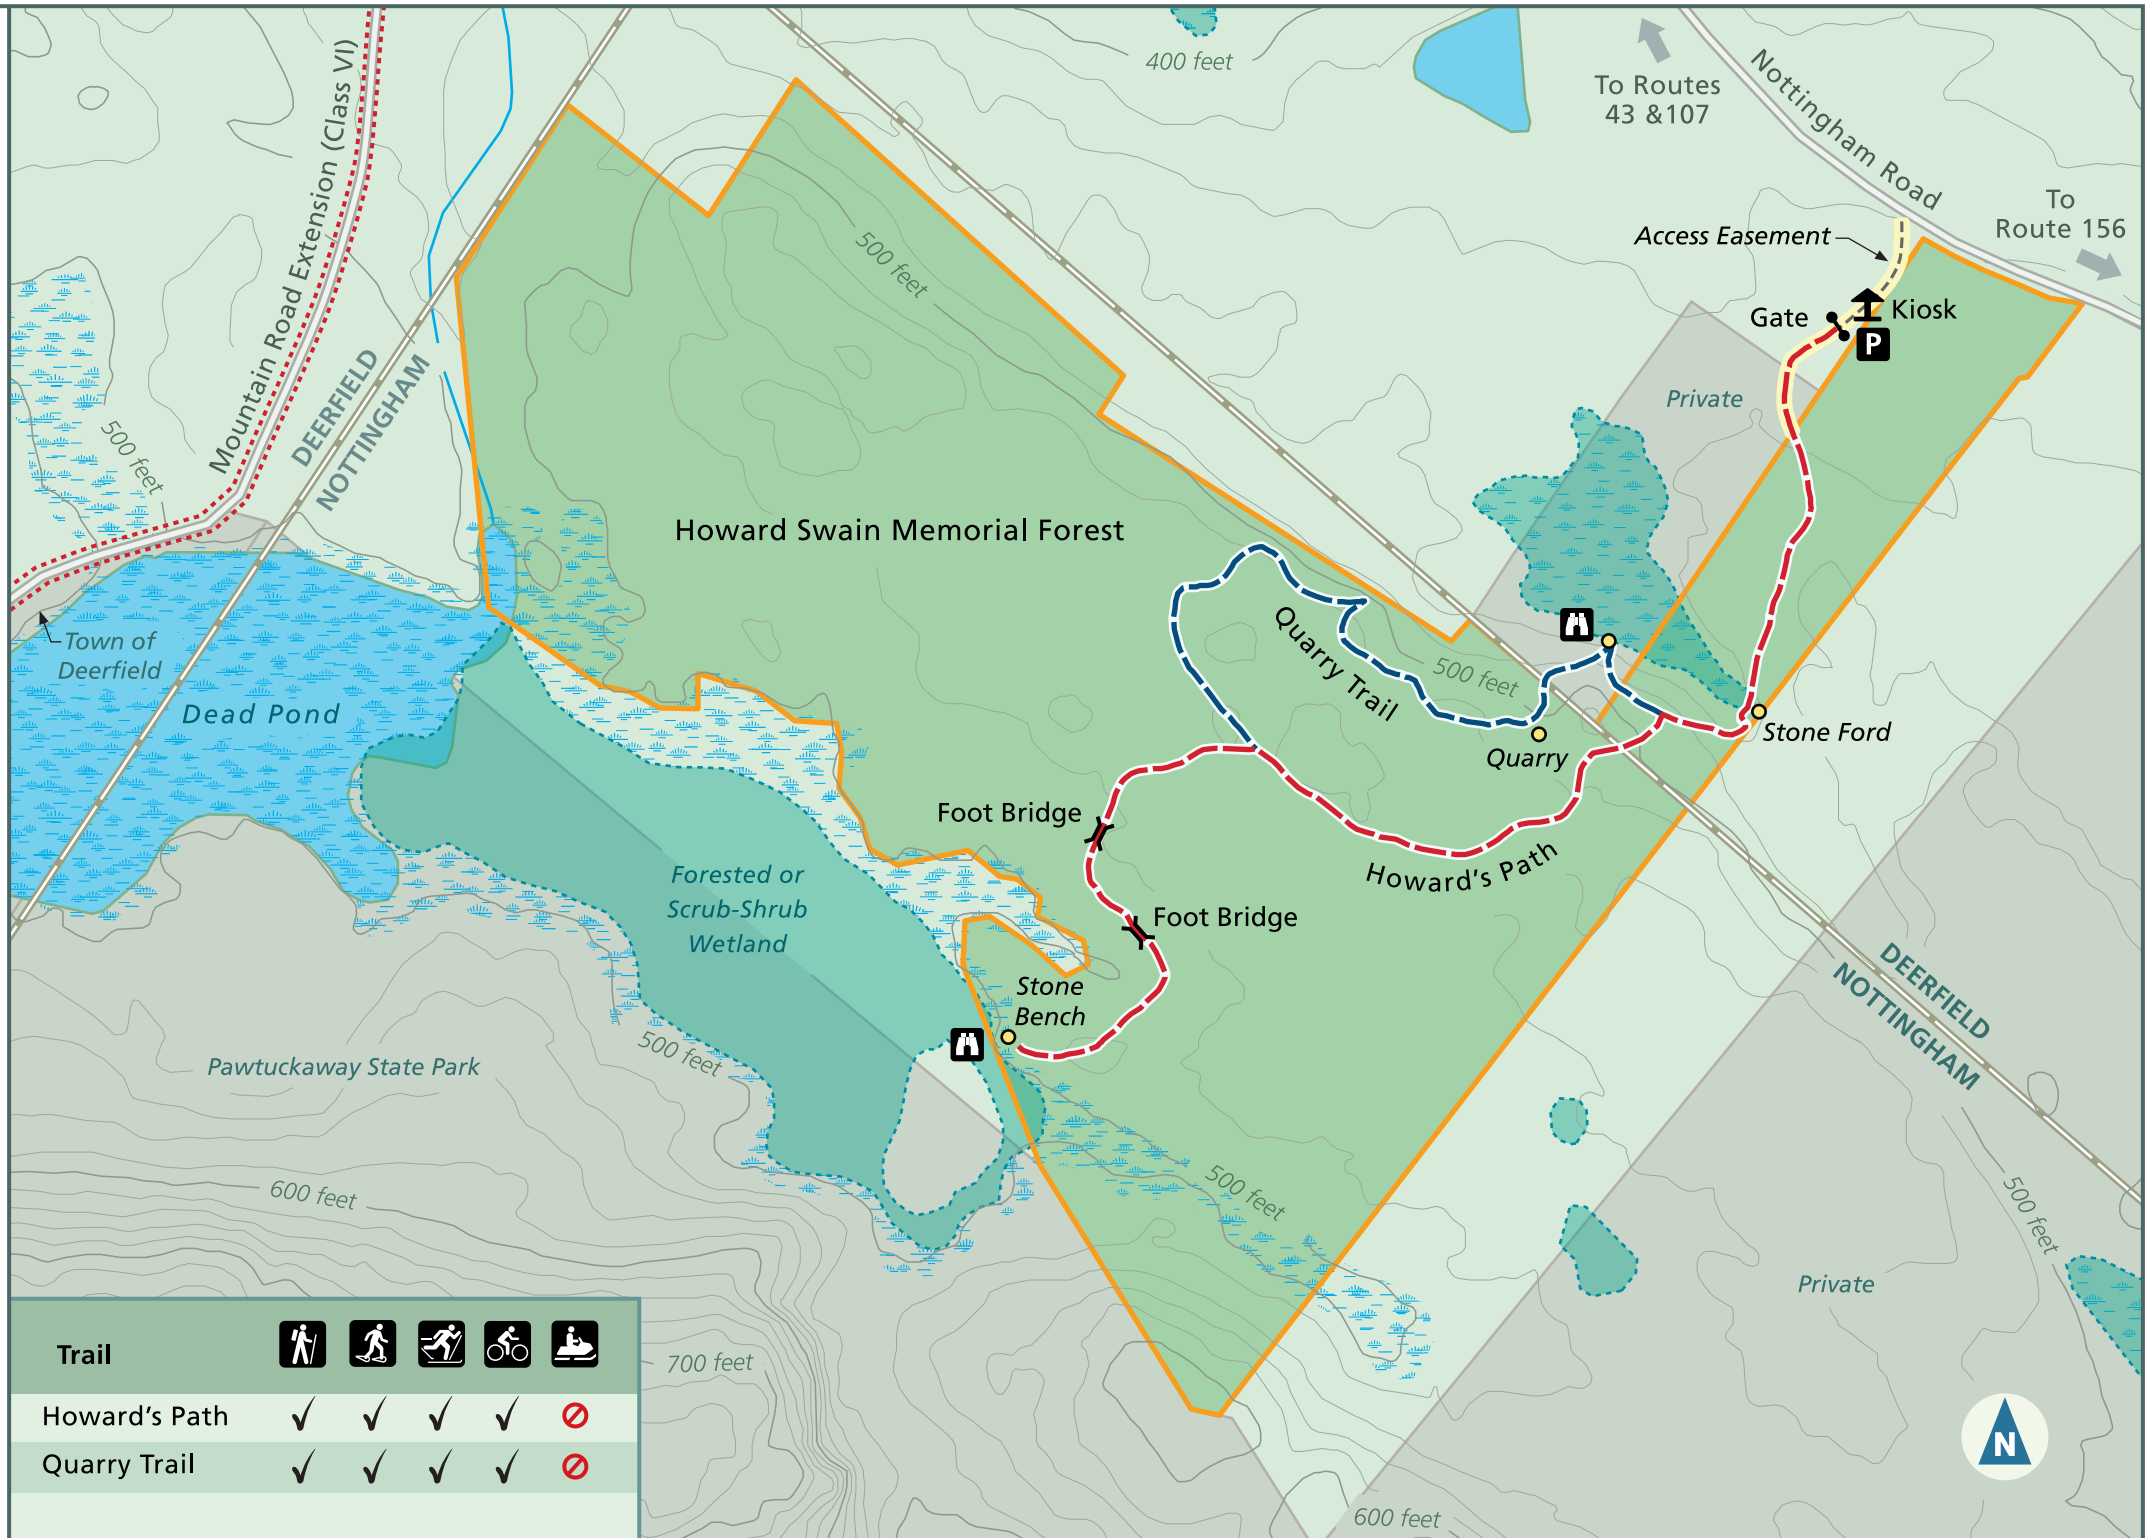 400 feet
To Routes
43 &107
Nottingham Road
To
Route 156
Access Easement
Gate
Kiosk
P
Private
Mountain Road Extension (Class VI)
DEERFIELD
NOTTINGHAM
500 feet
500 feet
Howard Swain Memorial Forest
Town of
Deerfield
Dead Pond
Quarry Trail
500 feet
Quarry
Stone Ford
Foot Bridge
Howard's Path
Foot Bridge
Forested or
Scrub-Shrub
Wetland
Stone
Bench
DEERFIELD
NOTTINGHAM
Pawtuckaway State Park
500 feet
600 feet
500 feet
500 feet
Private
700 feet
600 feet
N
Trail
Howard's Path
Quarry Trail